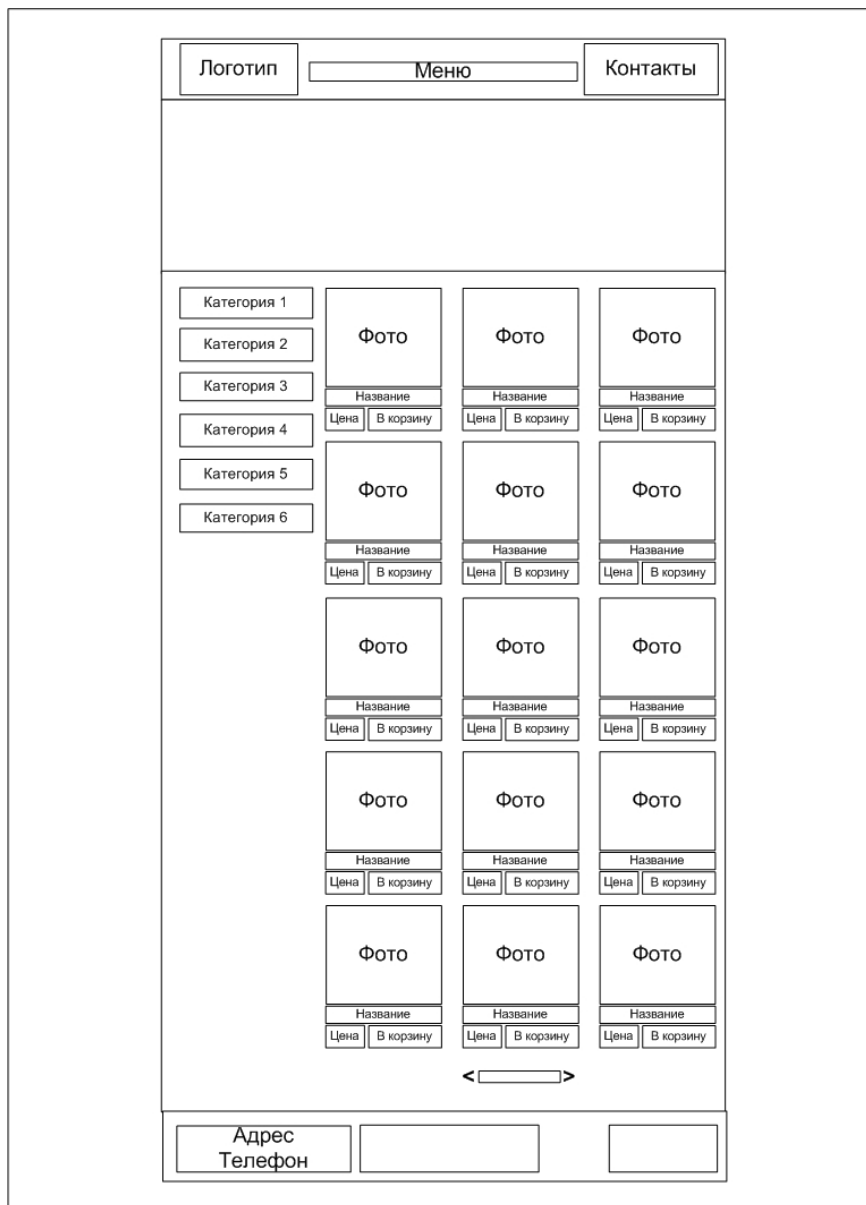 Логотип Меню Контакты
Категория 1
Категория 2
Категория 3
Категория 4
Категория 5
Категория 6
Фото Фото Фото
Название Название Название
Цена В корзину Цена В корзину Цена В корзину
Фото Фото Фото
Название Название Название
Цена В корзину Цена В корзину Цена В корзину
Фото Фото Фото
Название Название Название
Цена В корзину Цена В корзину Цена В корзину
Фото Фото Фото
Название Название Название
Цена В корзину Цена В корзину Цена В корзину
Фото Фото Фото
Название Название Название
Цена В корзину Цена В корзину Цена В корзину
< >
Адрес
Телефон